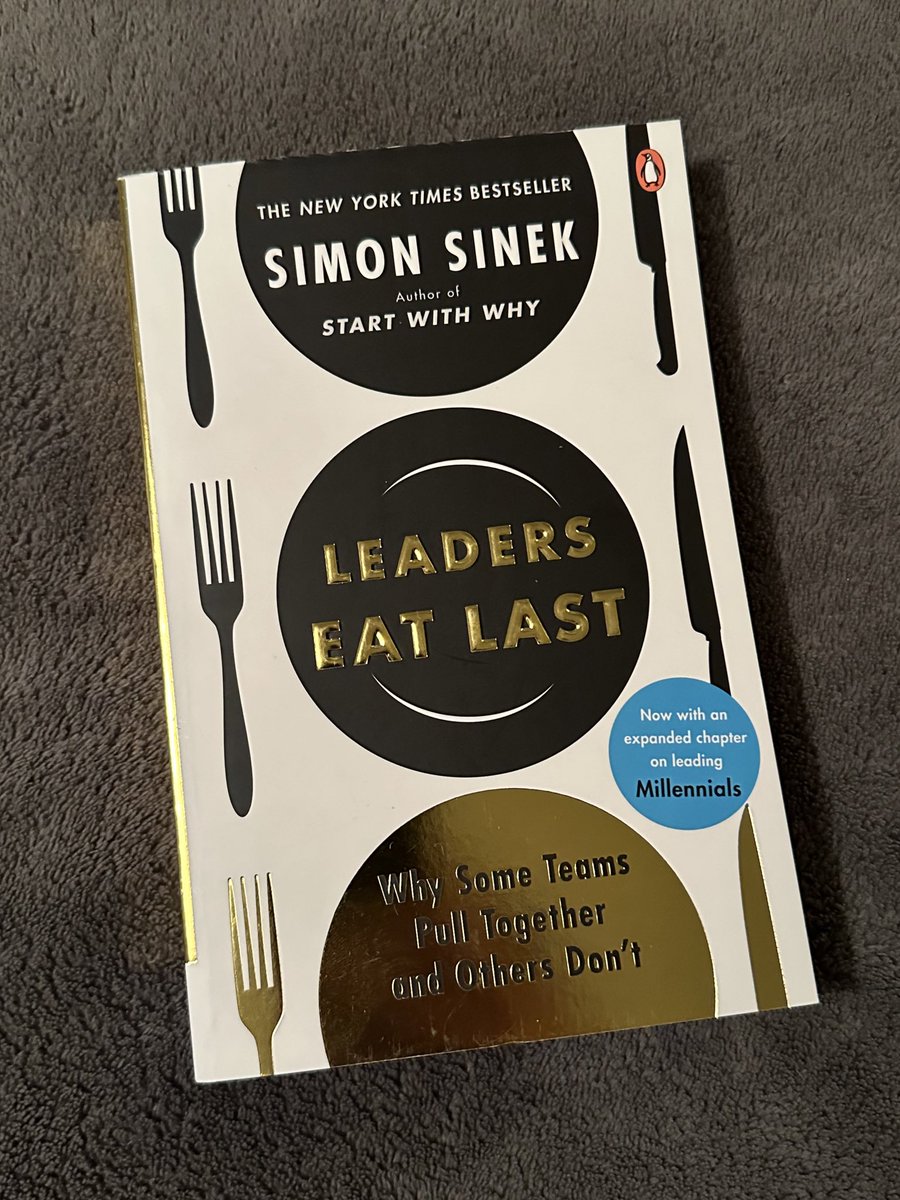 THE NEW YORK TIMES BESTSELLER
SIMON SINEK
Author of
START WITH WHY
LEADERS
EAT LAST
Now with an
expanded chapter
on leading
Millennials
Why Some Teams
Pull Together
and Others Don't